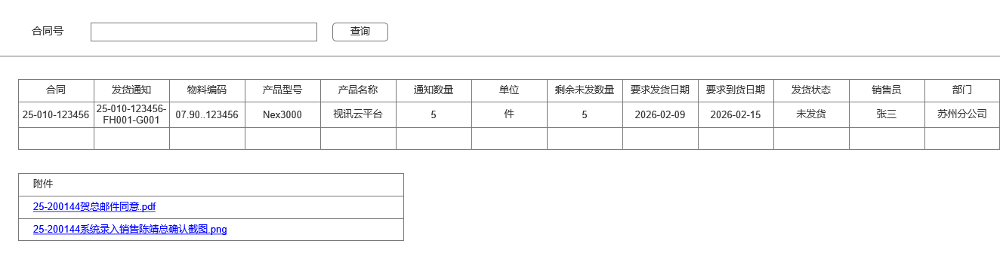 合同号 查询
合同 发货通知 物料编码 产品型号 产品名称 通知数量 单位 剩余未发数量 要求发货日期 要求到货日期 发货状态 销售员 部门
25-010-123456 25-010-123456-FH001-G001 07.90..123456 Nex3000 视讯云平台 5 件 5 2026-02-09 2026-02-15 未发货 张三 苏州分公司
附件
25-200144贺总邮件同意.pdf
25-200144系统录入销售陈靖总确认截图.png